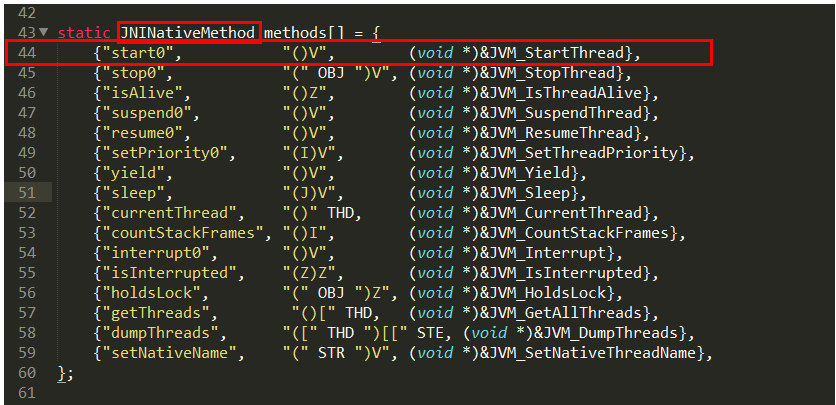 42
43 static JNINativeMethod methods[] = {
44 {"start0", "()V", (void *)&JVM_StartThread},
45 {"stop0", "(" OBJ ")V", (void *)&JVM_StopThread},
46 {"isAlive", "()Z", (void *)&JVM_IsThreadAlive},
47 {"suspend0", "()V", (void *)&JVM_SuspendThread},
48 {"resume0", "()V", (void *)&JVM_ResumeThread},
49 {"setPriority0", "(I)V", (void *)&JVM_SetThreadPriority},
50 {"yield", "()V", (void *)&JVM_Yield},
51 {"sleep", "(J)V", (void *)&JVM_Sleep},
52 {"currentThread", "()" THD, (void *)&JVM_CurrentThread},
53 {"countStackFrames", "()I", (void *)&JVM_CountStackFrames},
54 {"interrupt0", "()V", (void *)&JVM_Interrupt},
55 {"isInterrupted", "(Z)Z", (void *)&JVM_IsInterrupted},
56 {"holdsLock", "(" OBJ ")Z", (void *)&JVM_HoldsLock},
57 {"getThreads", "()[" THD, (void *)&JVM_GetAllThreads},
58 {"dumpThreads", "([" THD ")[[" STE, (void *)&JVM_DumpThreads},
59 {"setNativeName", "(" STR ")V", (void *)&JVM_SetNativeThreadName},
60 };
61